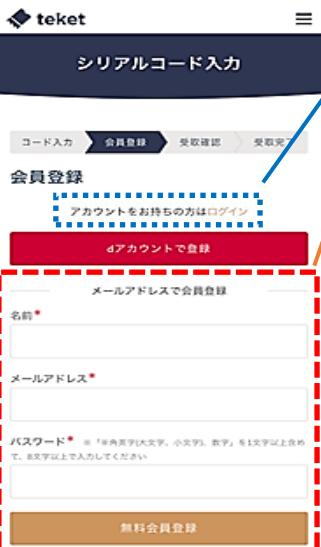 teket
シリアルコード入力
コード入力 会員登録 受取確認 受取完了
会員登録
アカウントをお持ちの方はログイン
dアカウントで登録
メールアドレスで会員登録
名前*
メールアドレス*
パスワード* ※「半角英字(大文字、小文字)、数字」を1文字以上含め
て、8文字以上で入力してください
無料会員登録